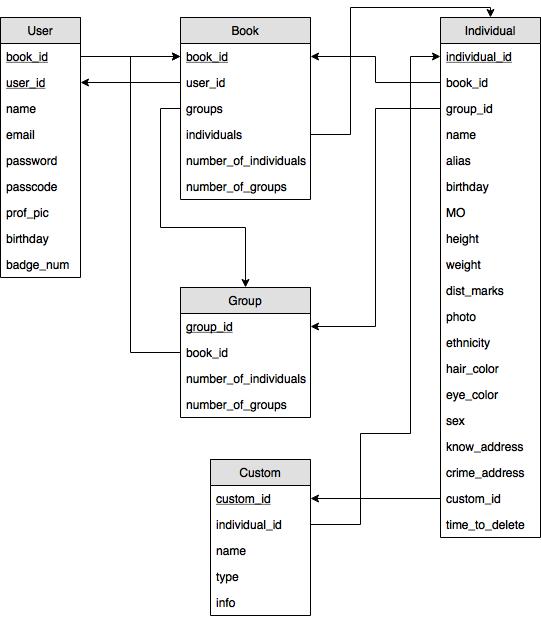 User
book_id
user_id
name
email
password
passcode
prof_pic
birthday
badge_num
Book
book_id
user_id
groups
individuals
number_of_individuals
number_of_groups
Individual
individual_id
book_id
group_id
name
alias
birthday
MO
height
weight
dist_marks
photo
ethnicity
hair_color
eye_color
sex
know_address
crime_address
custom_id
time_to_delete
Group
group_id
book_id
number_of_individuals
number_of_groups
Custom
custom_id
individual_id
name
type
info